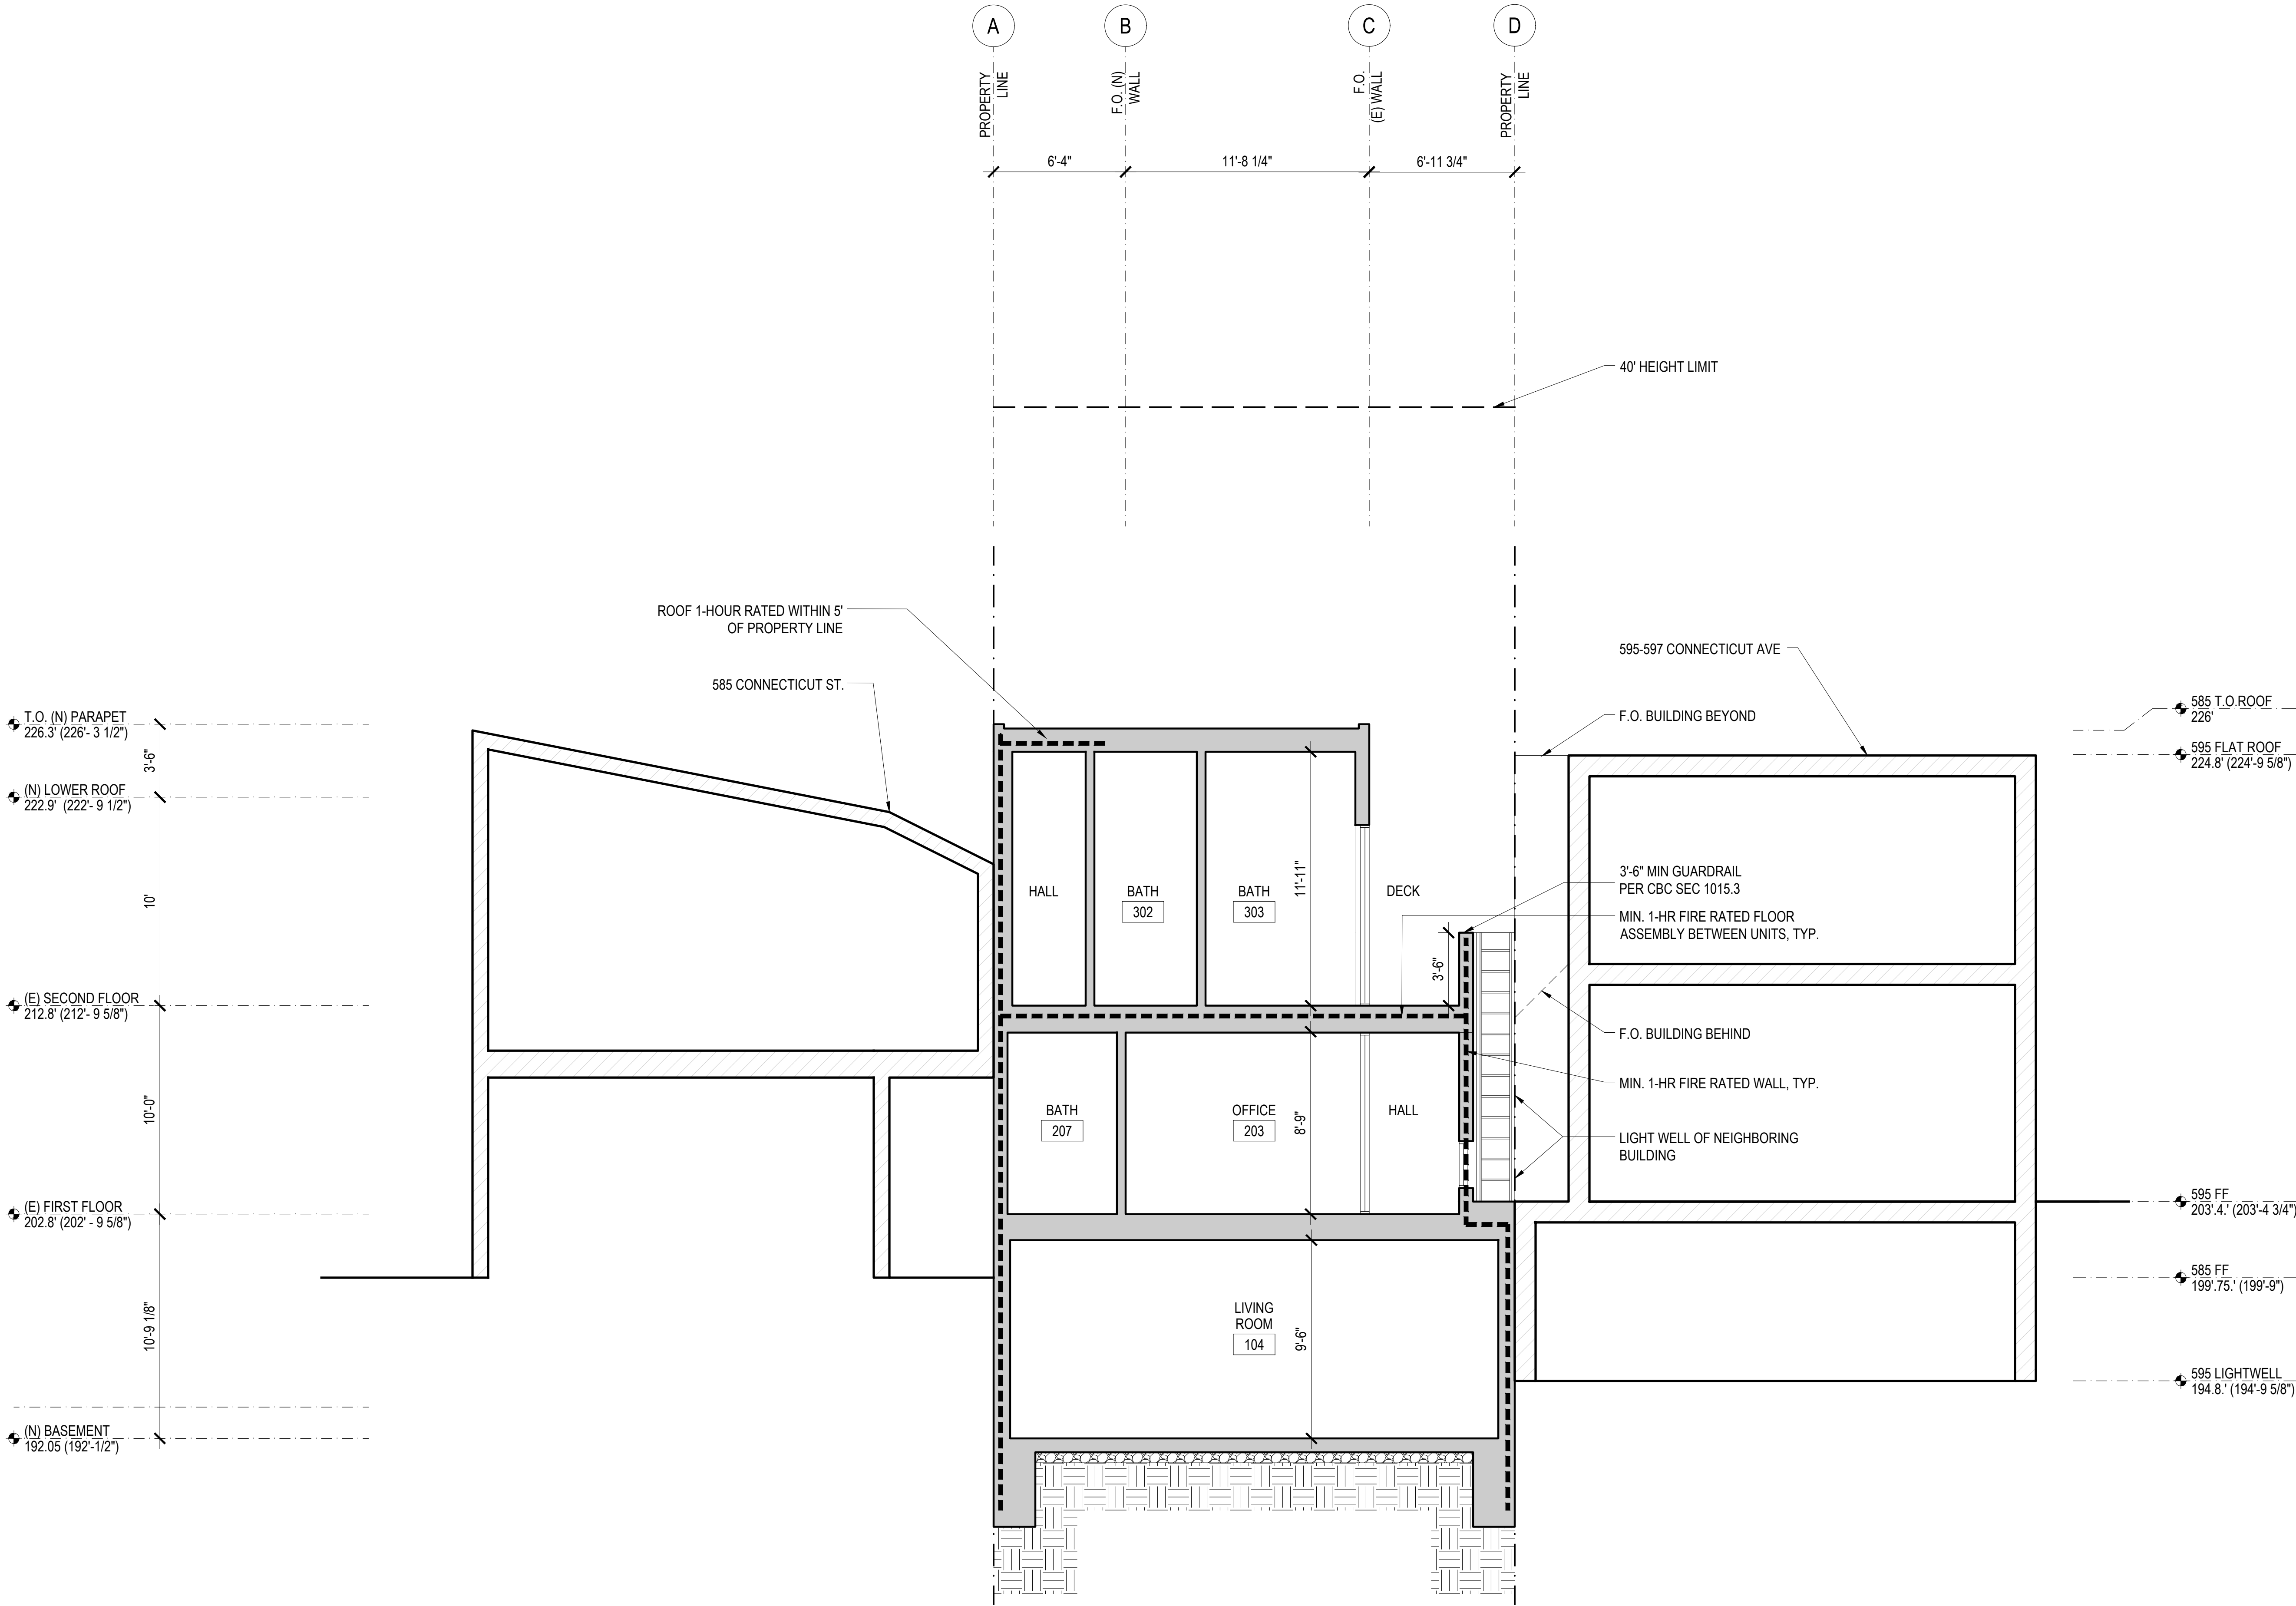 A
B
C
D
PROPERTY
LINE
F.O. (N)
WALL
F.O.
(E) WALL
PROPERTY
LINE
6'-4"
11'-8 1/4"
6'-11 3/4"
40' HEIGHT LIMIT
ROOF 1-HOUR RATED WITHIN 5'
OF PROPERTY LINE
585 CONNECTICUT ST.
595-597 CONNECTICUT AVE
F.O. BUILDING BEYOND
T.O. (N) PARAPET
226.3' (226'- 3 1/2")
3'-6"
(N) LOWER ROOF
222.9' (222'- 9 1/2")
10'
(E) SECOND FLOOR
212.8' (212'- 9 5/8")
10'-0"
(E) FIRST FLOOR
202.8' (202' - 9 5/8")
10'-9 1/8"
(N) BASEMENT
192.05 (192'-1/2")
HALL
BATH
302
BATH
303
11'-11"
DECK
3'-6"
3'-6" MIN GUARDRAIL
PER CBC SEC 1015.3
MIN. 1-HR FIRE RATED FLOOR
ASSEMBLY BETWEEN UNITS, TYP.
F.O. BUILDING BEHIND
MIN. 1-HR FIRE RATED WALL, TYP.
LIGHT WELL OF NEIGHBORING
BUILDING
BATH
207
OFFICE
203
8'-9"
HALL
LIVING
ROOM
104
9'-6"
585 T.O.ROOF
226'
595 FLAT ROOF
224.8' (224'-9 5/8")
595 FF
203'.4.' (203'-4 3/4")
585 FF
199'.75.' (199'-9")
595 LIGHTWELL
194.8.' (194'-9 5/8")